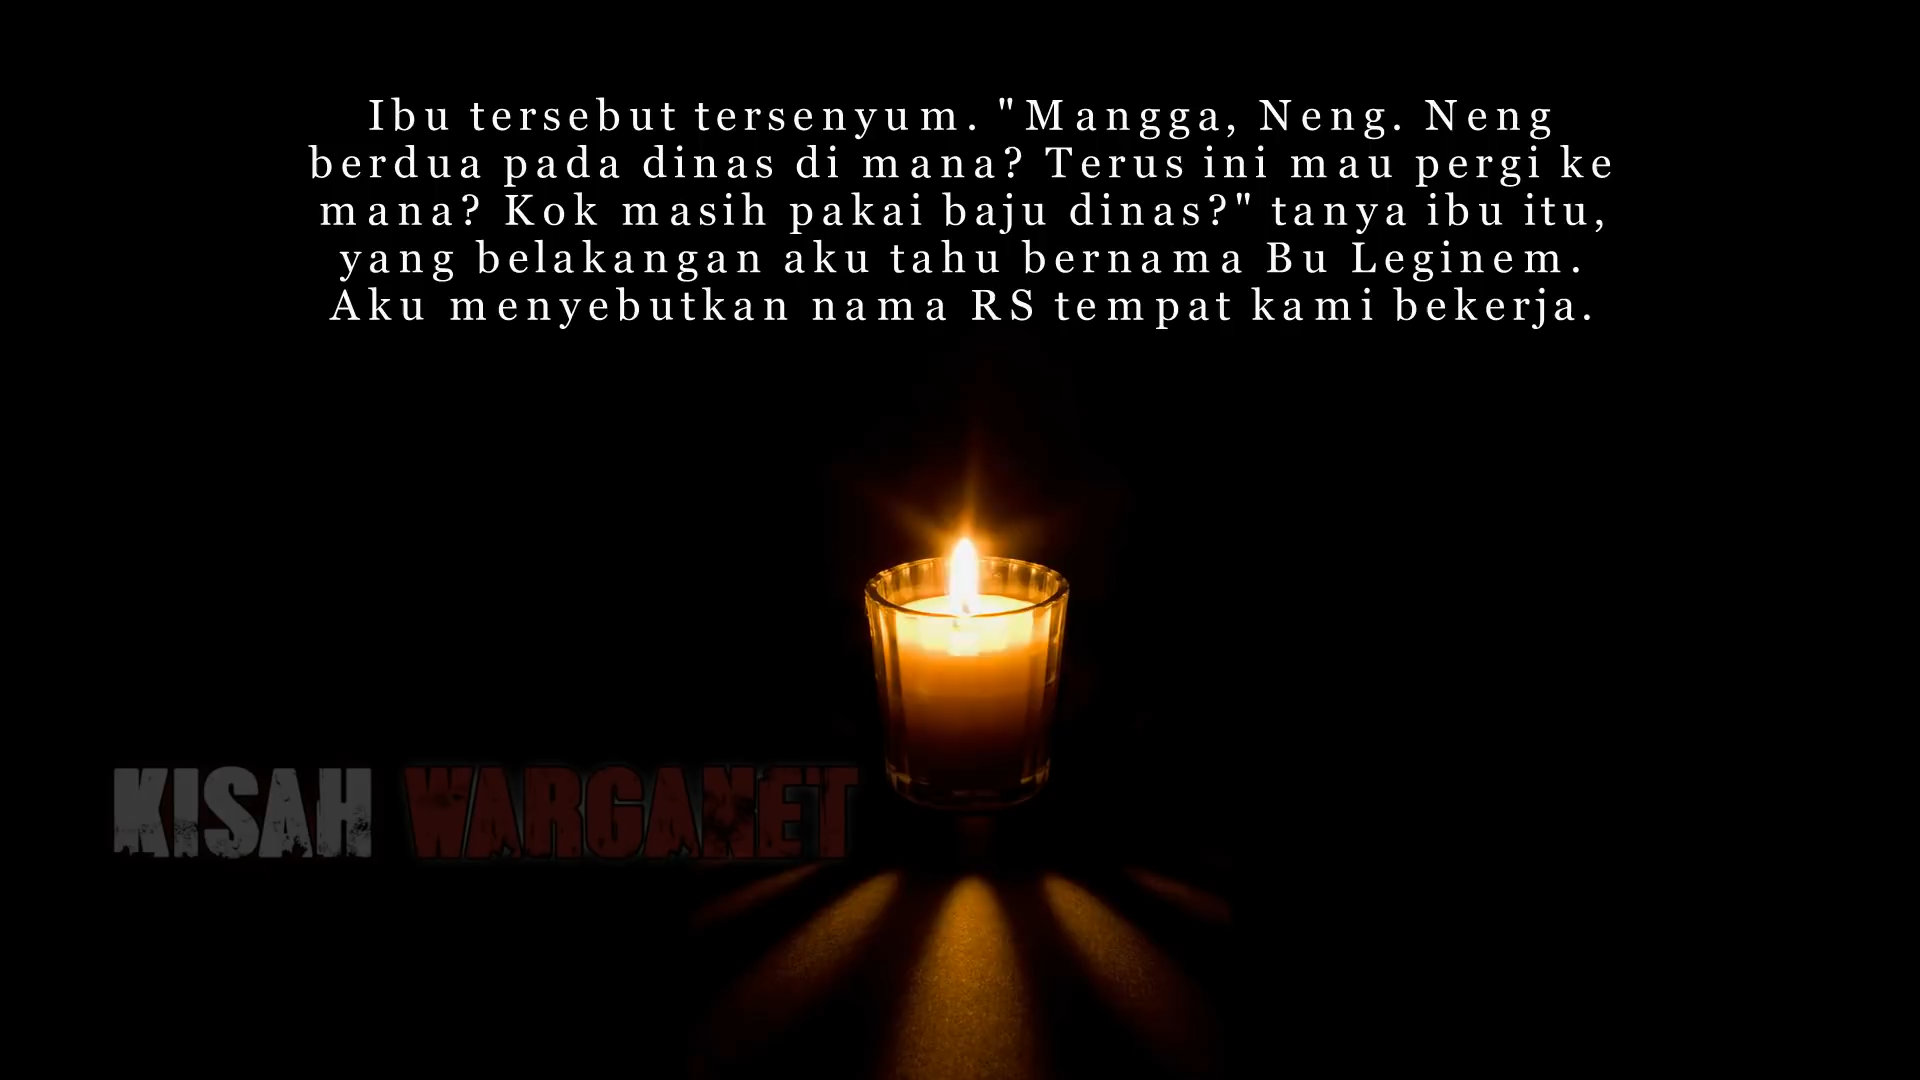 Ibu tersebut tersenyum. "Mangga, Neng. Neng
berdua pada dinas di mana? Terus ini mau pergi ke
mana? Kok masih pakai baju dinas?" tanya ibu itu,
yang belakangan aku tahu bernama Bu Leginem.
Aku menyebutkan nama RS tempat kami bekerja.
KISAH WARGANET